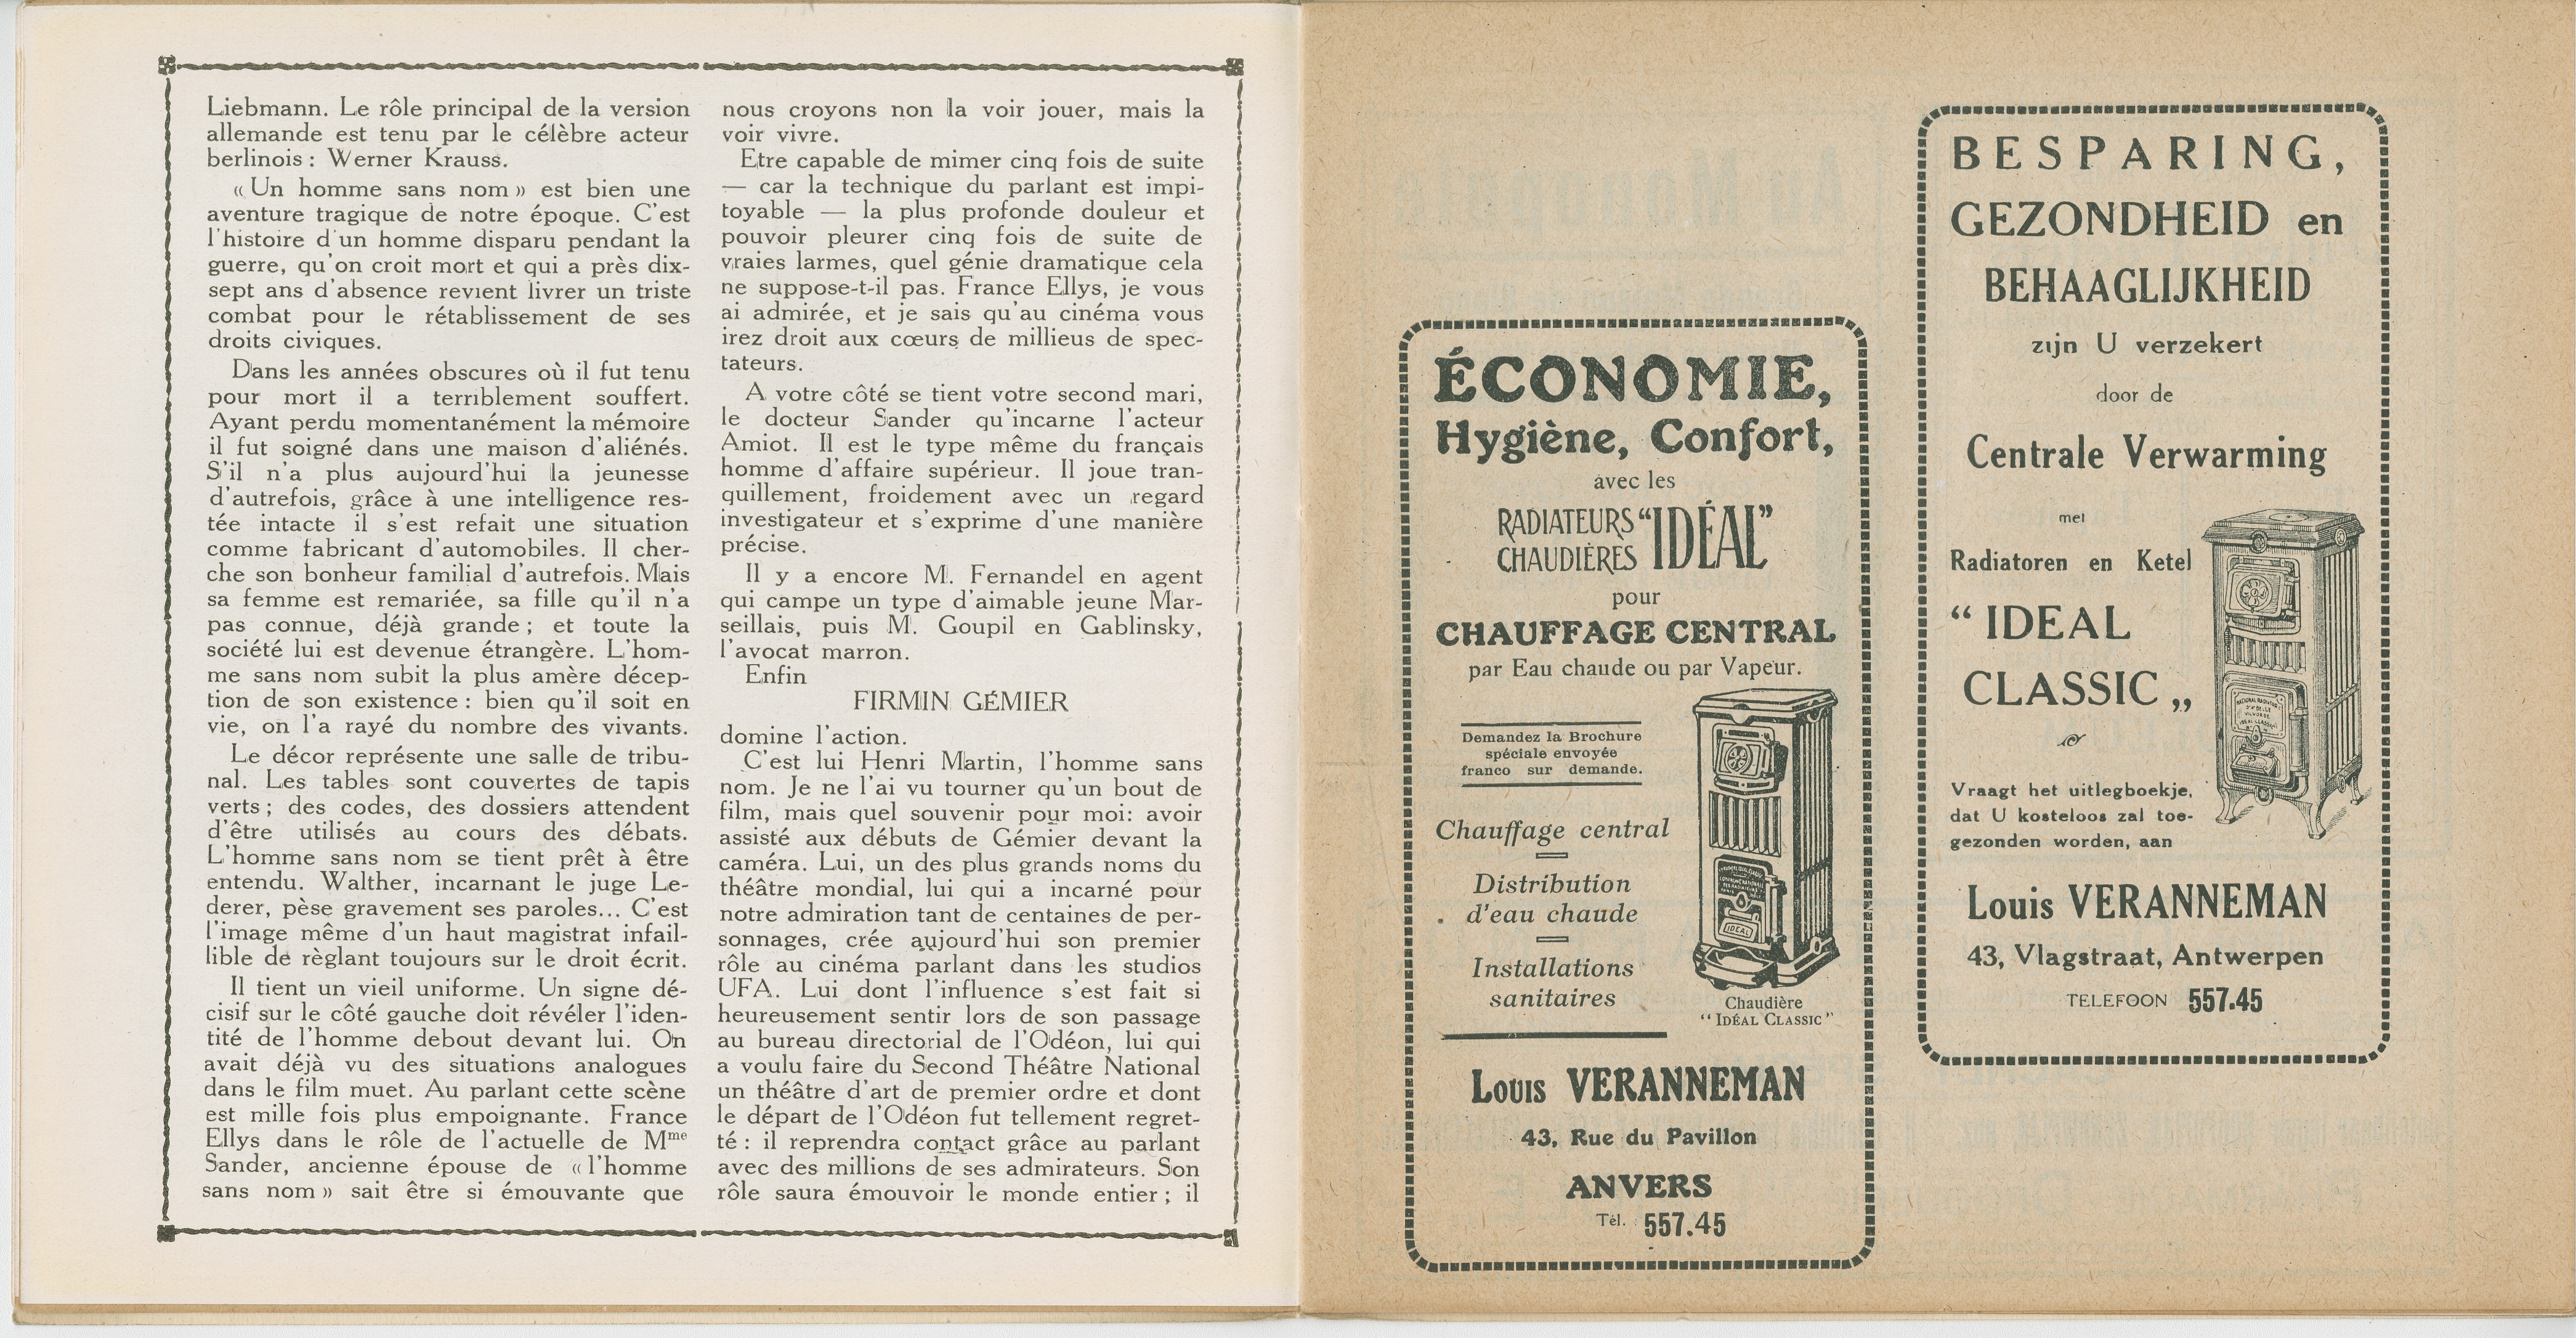 Liebmann. Le rôle principal de la version
allemande est tenu par le célèbre acteur
berlinois : Werner Krauss.
« Un homme sans nom » est bien une
aventure tragique de notre époque. C'est
l'histoire d'un homme disparu pendant la
guerre, qu'on croit mort et qui a près dix-
sept ans d'absence revient livrer un triste
combat pour le rétablissement de ses
droits civiques.
Dans les années obscures où il fut tenu
pour mort il a terriblement souffert.
Ayant perdu momentanément la mémoire
il fut soigné dans une maison d'aliénés.
S'il n'a plus aujourd'hui la jeunesse
d'autrefois, grâce à une intelligence res-
tée intacte il s'est refait une situation
comme fabricant d'automobiles. Il cher-
che son bonheur familial d'autrefois. Mais
sa femme est remariée, sa fille qu'il n'a
pas connue, déjà grande ; et toute la
société lui est devenue étrangère. L'hom-
me sans nom subit la plus amère décep-
tion de son existence : bien qu'il soit en
vie, on l'a rayé du nombre des vivants.
Le décor représente une salle de tribu-
nal. Les tables sont couvertes de tapis
verts ; des codes, des dossiers attendent
d'être utilisés au cours des débats.
L'homme sans nom se tient prêt à être
entendu. Walther, incarnant le juge Le-
derer, pèse gravement ses paroles... C'est
l'image même d'un haut magistrat infail-
lible de règlant toujours sur le droit écrit.
Il tient un vieil uniforme. Un signe dé-
cisif sur le côté gauche doit révéler l'iden-
tité de l'homme debout devant lui. On
avait déjà vu des situations analogues
dans le film muet. Au parlant cette scène
est mille fois plus empoignante. France
Ellys dans le rôle de l'actuelle de Mme
Sander, ancienne épouse de « l'homme
sans nom » sait être si émouvante que
nous croyons non la voir jouer, mais la
voir vivre.
Etre capable de mimer cinq fois de suite
— car la technique du parlant est impi-
toyable — la plus profonde douleur et
pouvoir pleurer cinq fois de suite de
vraies larmes, quel génie dramatique cela
ne suppose-t-il pas. France Ellys, je vous
ai admirée, et je sais qu'au cinéma vous
irez droit aux cœurs de millieus de spec-
tateurs.
A votre côté se tient votre second mari,
le docteur Sander qu'incarne l'acteur
Amiot. Il est le type même du français
homme d'affaire supérieur. Il joue tran-
quillement, froidement avec un regard
investigateur et s'exprime d'une manière
précise.
Il y a encore M. Fernandel en agent
qui campe un type d'aimable jeune Mar-
seillais, puis M. Goupil en Gablinsky,
l'avocat marron.
Enfin
FIRMIN GÉMIER
domine l'action.
C'est lui Henri Martin, l'homme sans
nom. Je ne l'ai vu tourner qu'un bout de
film, mais quel souvenir pour moi: avoir
assisté aux débuts de Gémier devant la
caméra. Lui, un des plus grands noms du
théâtre mondial, lui qui a incarné pour
notre admiration tant de centaines de per-
sonnages, crée aujourd'hui son premier
rôle au cinéma parlant dans les studios
UFA. Lui dont l'influence s'est fait si
heureusement sentir lors de son passage
au bureau directorial de l'Odéon, lui qui
a voulu faire du Second Théâtre National
un théâtre d'art de premier ordre et dont
le départ de l'Odéon fut tellement regret-
té : il reprendra contact grâce au parlant
avec des millions de ses admirateurs. Son
rôle saura émouvoir le monde entier ; il
ÉCONOMIE,
Hygiène, Confort,
avec les
RADIATEURS
CHAUDIÈRES
“IDÉAL”
pour
CHAUFFAGE CENTRAL
par Eau chaude ou par Vapeur.
Demandez la Brochure
spéciale envoyée
franco sur demande.
Chauffage central
Distribution
d'eau chaude
Installations
sanitaires
IDEAL
Chaudière
“ IDÉAL CLASSIC ”
Louis VERANNEMAN
43, Rue du Pavillon
ANVERS
Tél. : 557.45
BESPARING,
GEZONDHEID en
BEHAAGLIJKHEID
zijn U verzekert
door de
Centrale Verwarming
met
Radiatoren en Ketel
“ IDEAL
CLASSIC „
Vraagt het uitlegboekje,
dat U kosteloos zal toe-
gezonden worden, aan
Louis VERANNEMAN
43, Vlagstraat, Antwerpen
TELEFOON 557.45